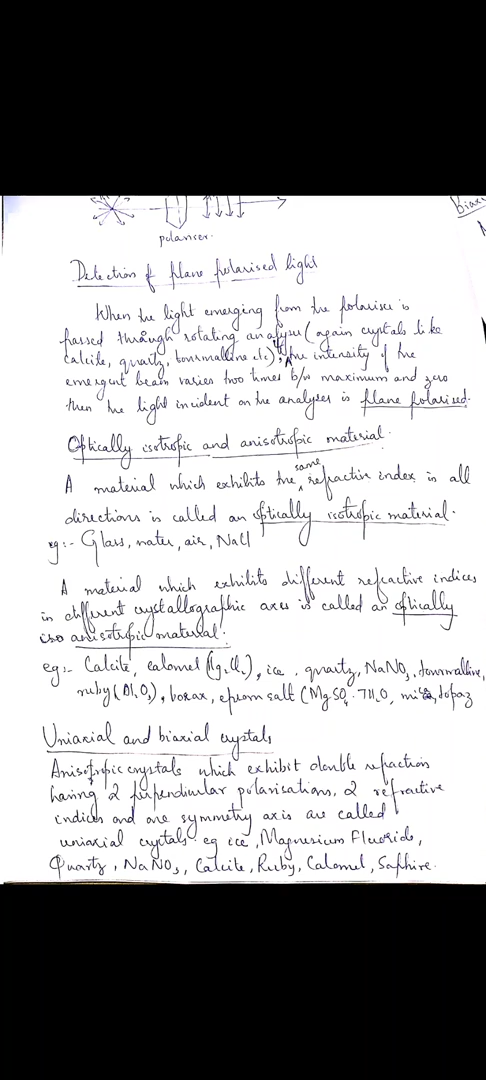 biaxi
polariser.
Detection of plane polarised light
When the light emerging from the polariser is
passed through rotating analyser (again crystals like
calcite, quartz, tourmaline etc), if the intensity of the
emergent beam varies two times b/w maximum and zero
then the light incident on the analyser is plane polarised.
Optically isotropic and anisotropic material.
A material which exhibits the same refractive index in all
directions is called an optically isotropic material.
eg:- Glass, water, air, NaCl
A material which exhibits different refractive indices
in different crystallographic axes is called an optically
iso anisotropic material.
eg:- Calcite, calomel (Hg2Cl2), ice, quartz, NaNO3, tourmaline,
ruby (Al2O3), borax, epsom salt (MgSO4·7H2O, mica, topaz
Uniaxial and biaxial crystals
Anisotropic crystals which exhibit double refraction
having 2 perpendicular polarisations, 2 refractive
indices and one symmetry axis are called
uniaxial crystals. eg ice, Magnesium Fluoride,
Quartz, NaNO3, Calcite, Ruby, Calomel, Saphire.